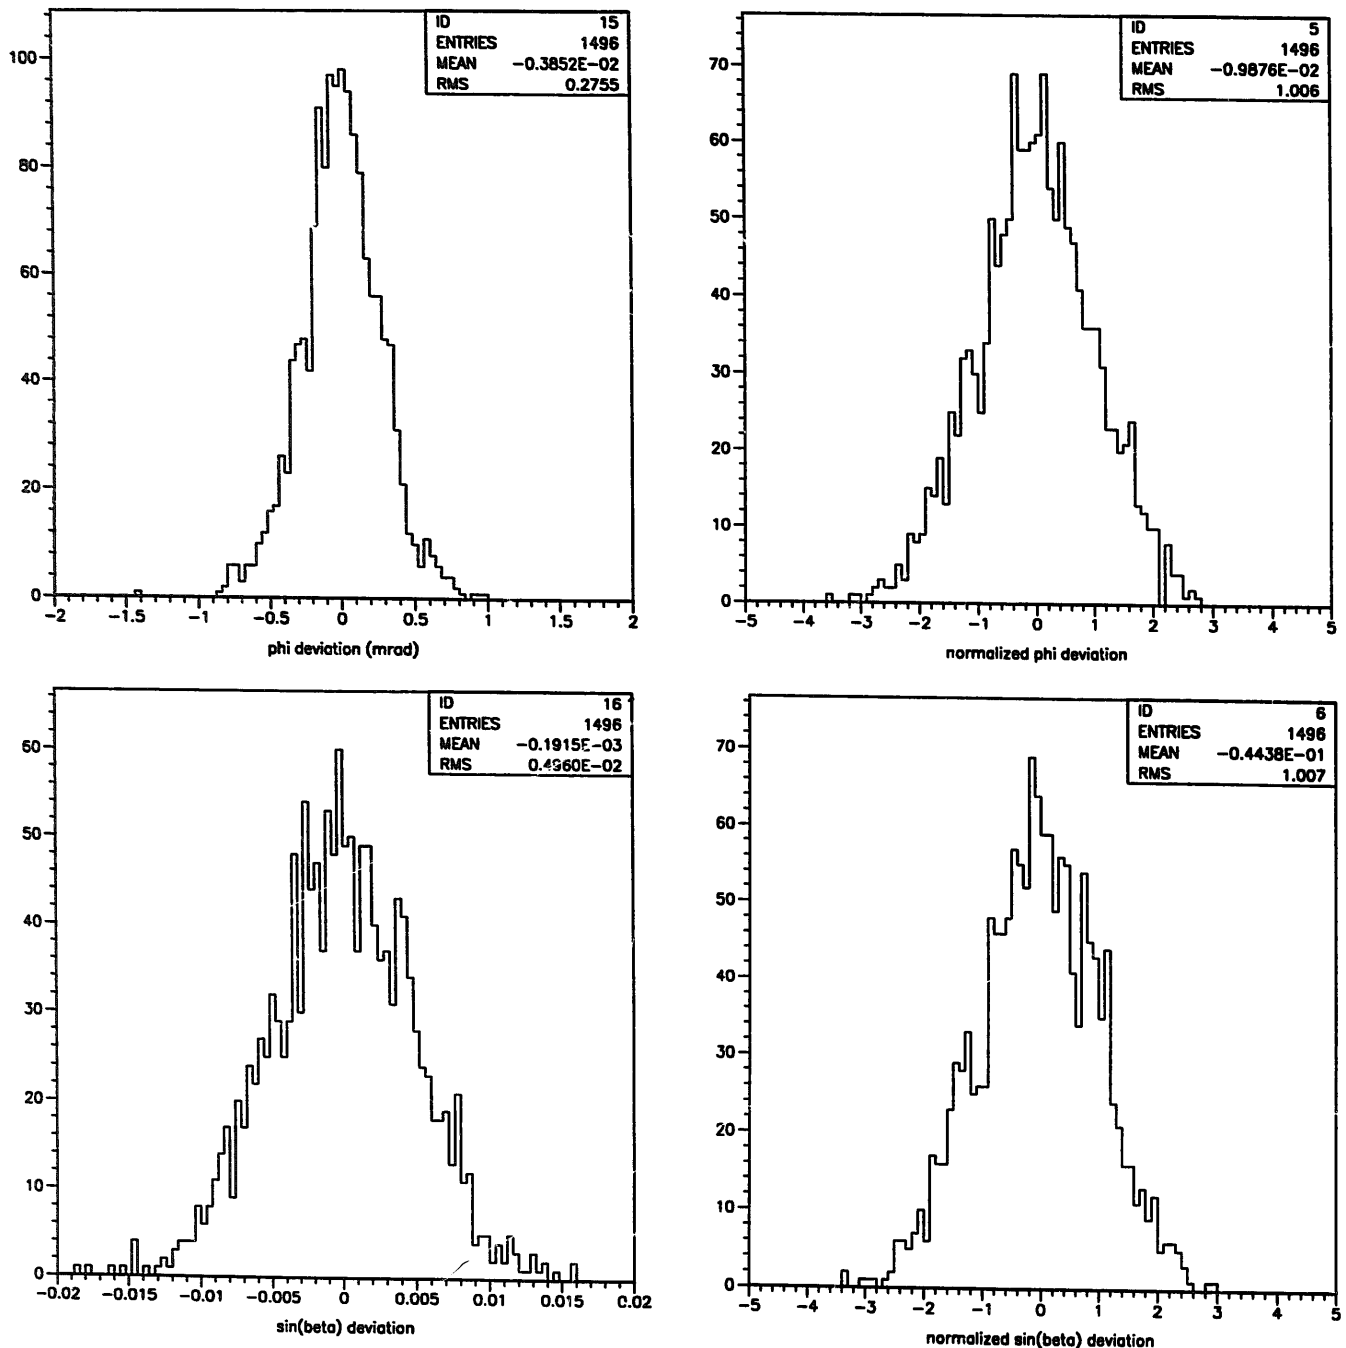 ID 15
ENTRIES 1496
MEAN -0.3852E-02
RMS 0.2755
100
80
60
40
20
0
-2 -1.5 -1 -0.5 0 0.5 1 1.5 2
phi deviation (mrad)
ID 5
ENTRIES 1496
MEAN -0.9876E-02
RMS 1.006
70
60
50
40
30
20
10
0
-5 -4 -3 -2 -1 0 1 2 3 4 5
normalized phi deviation
ID 16
ENTRIES 1496
MEAN -0.1915E-03
RMS 0.4960E-02
60
50
40
30
20
10
0
-0.02 -0.015 -0.01 -0.005 0 0.005 0.01 0.015 0.02
sin(beta) deviation
ID 6
ENTRIES 1496
MEAN -0.4438E-01
RMS 1.007
70
60
50
40
30
20
10
0
-5 -4 -3 -2 -1 0 1 2 3 4 5
normalized sin(beta) deviation